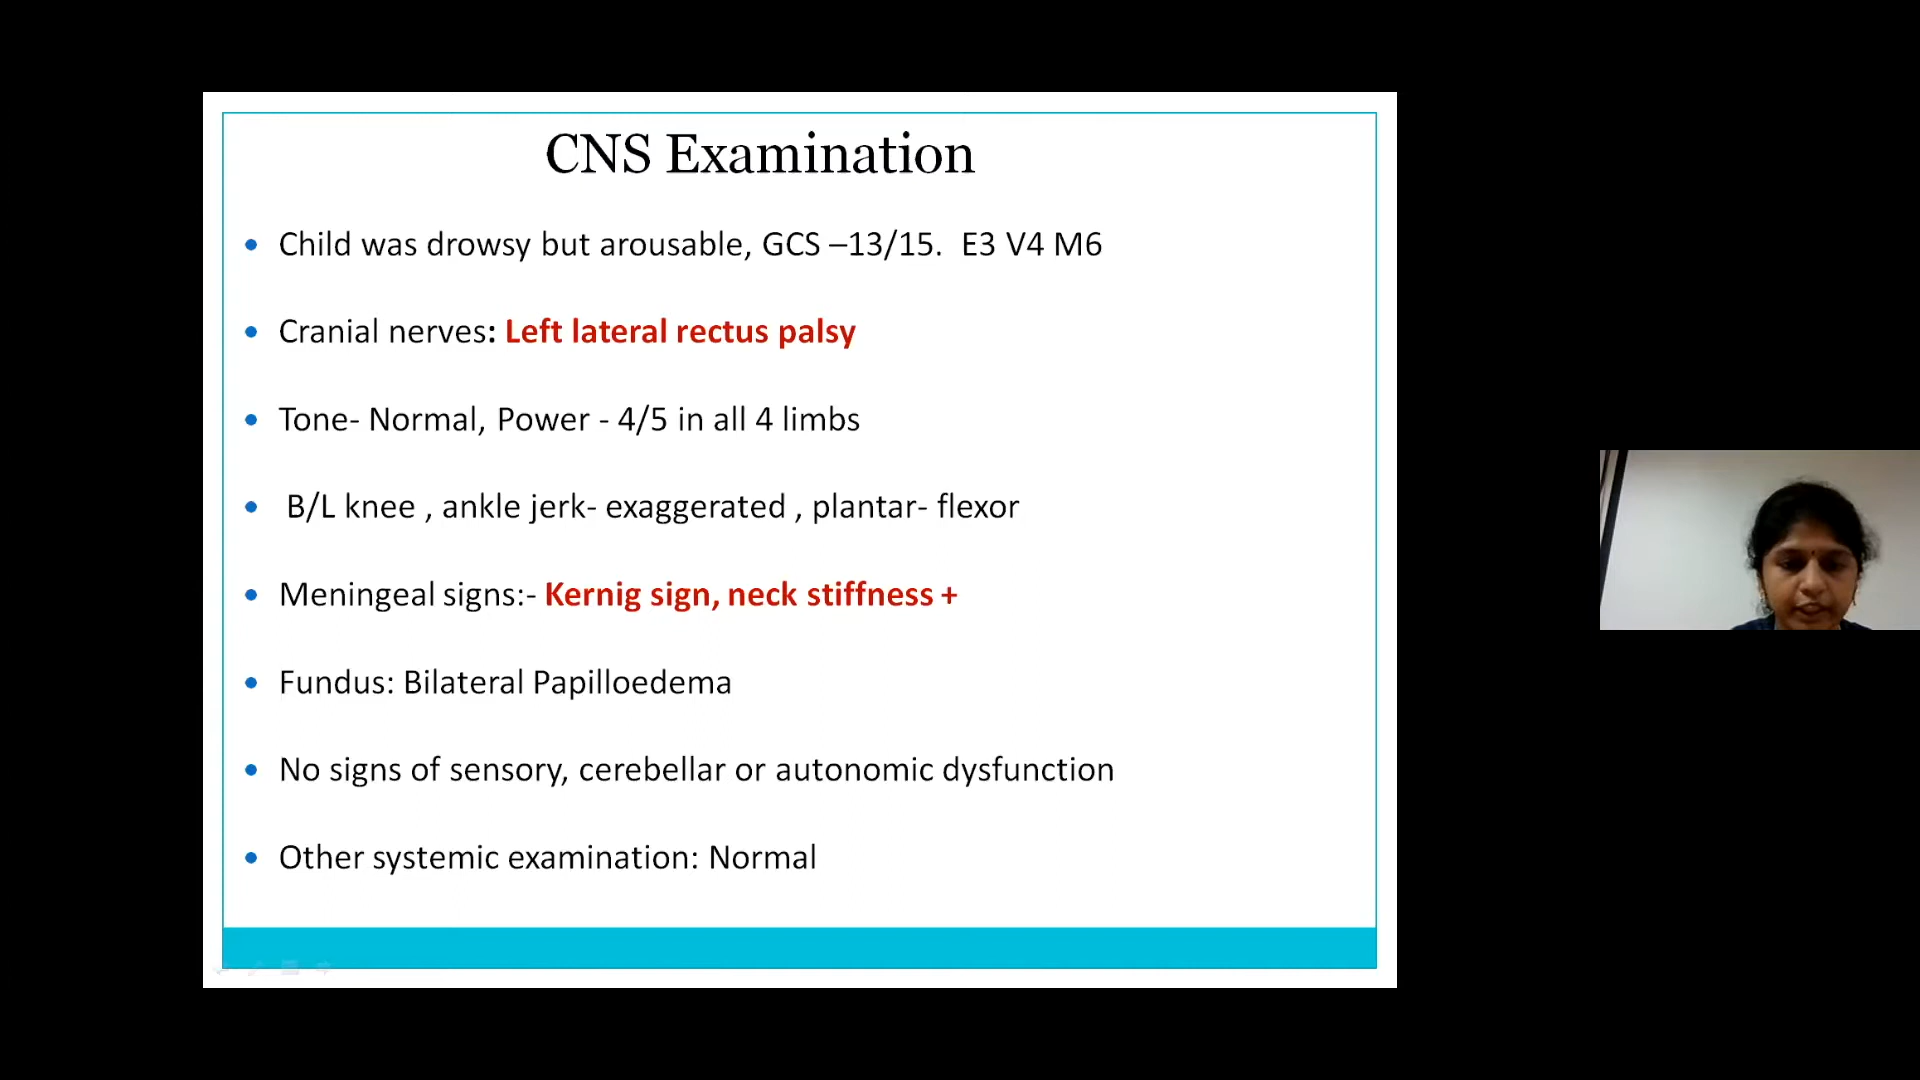 CNS Examination
Child was drowsy but arousable, GCS –13/15.  E3 V4 M6
Cranial nerves: Left lateral rectus palsy
Tone- Normal, Power - 4/5 in all 4 limbs
B/L knee , ankle jerk- exaggerated , plantar- flexor
Meningeal signs:- Kernig sign, neck stiffness +
Fundus: Bilateral Papilloedema
No signs of sensory, cerebellar or autonomic dysfunction
Other systemic examination: Normal